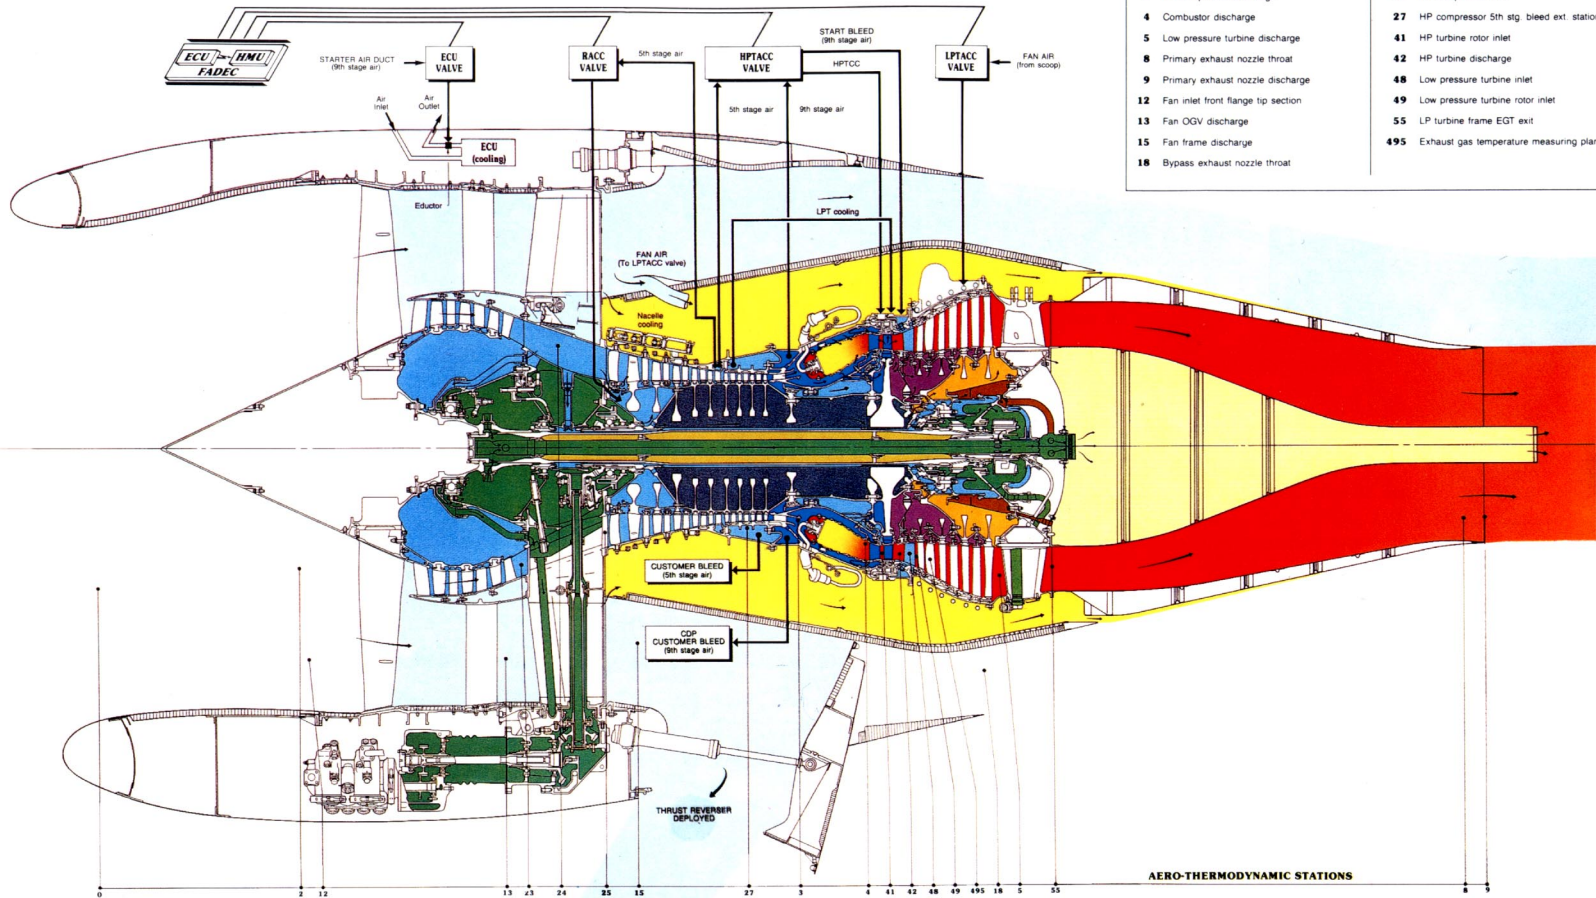 ECU
HMU
FADEC
STARTER AIR DUCT
(9th stage air)
ECU
VALVE
RACC
VALVE
5th stage air
HPTACC
VALVE
START BLEED
(9th stage air)
HPTCC
LPTACC
VALVE
FAN AIR
(from scoop)
4 Combustor discharge
5 Low pressure turbine discharge
8 Primary exhaust nozzle throat
9 Primary exhaust nozzle discharge
12 Fan inlet front flange tip section
13 Fan OGV discharge
15 Fan frame discharge
18 Bypass exhaust nozzle throat
27 HP compressor 5th stg. bleed ext. station
41 HP turbine rotor inlet
42 HP turbine discharge
48 Low pressure turbine inlet
49 Low pressure turbine rotor inlet
55 LP turbine frame EGT exit
495 Exhaust gas temperature measuring plan
Air
Inlet
Air
Outlet
5th stage air
9th stage air
ECU
(cooling)
Eductor
LPT cooling
FAN AIR
(To LPTACC valve)
Nacelle
cooling
CUSTOMER BLEED
(5th stage air)
CDP
CUSTOMER BLEED
(9th stage air)
THRUST REVERSER
DEPLOYED
AERO-THERMODYNAMIC STATIONS
0 2 12 13 23 24 25 15 27 3 4 41 42 48 49 495 18 5 55 8 9